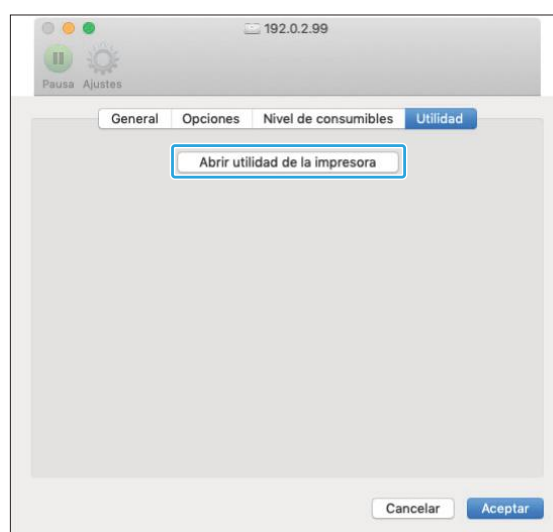 192.0.2.99
Pausa Ajustes
General Opciones Nivel de consumibles Utilidad
Abrir utilidad de la impresora
Cancelar Aceptar